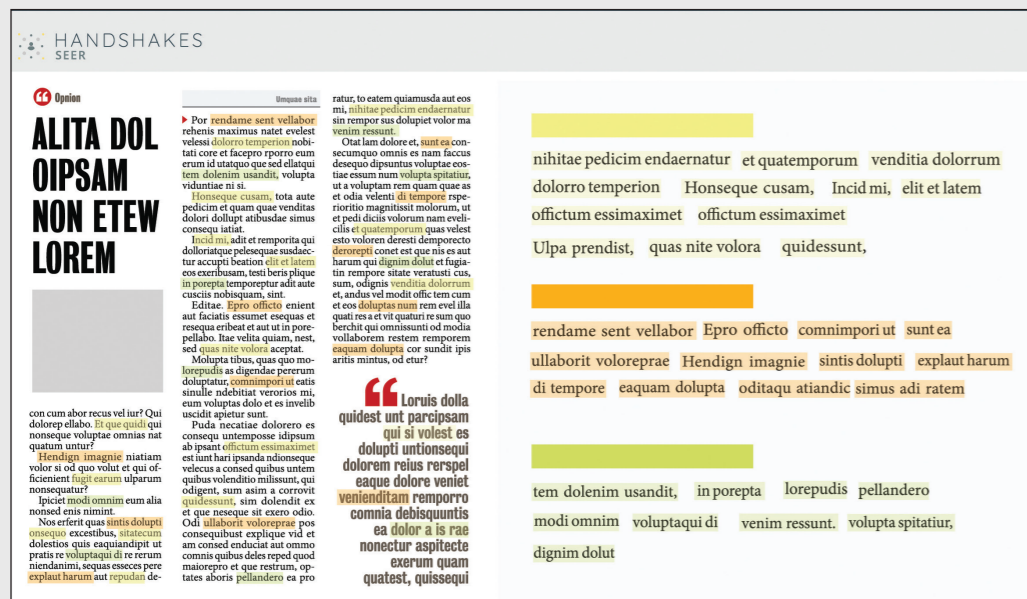 HANDSHAKES
SEER
Opnion
ALITA DOL
OIPSAM
NON ETEW
LOREM
con cum abor recus vel iur? Qui
dolorep ellabo. Et que quidi qui
nonseque voluptae omnias nat
quatum untur?
Hendign imagnie niatiam
volor si od quo volut et qui of-
ficienient fugit earum ulparum
nonsequatur?
Ipiciet modi omnim eum alia
nonsed enis nimint.
Nos erferit quas sintis dolupti
onsequo excestibus, sitatecum
dolestios quis eaquiandipit ut
pratis re voluptaqui di re rerum
niendanimi, sequas esseces pere
explaut harum aut repudan de-
Umquae sita
Por rendame sent vellabor
rehenis maximus natet evelest
velessi dolorro temperion nobi-
tati core et facepro rporro eum
erum id utatquo que sed ellatqui
tem dolenim usandit, volupta
viduntiae ni si.
Honseque cusam, tota aute
pedicim et quam quae venditas
dolori dollupt atibusdae simus
consequ iatiat.
Incid mi, adit et remporita qui
dolloriatque pelesequae susdaec-
tur accupti beation elit et latem
eos exeribusam, testi beris plique
in porepta temporeptur adit aute
cusciis nobisquam, sint.
Editae. Epro officto enient
aut faciatis essumet esequas et
resequa eribeat et aut ut in pore-
pellabo. Itae velita quiam, nest,
sed quas nite volora aceptat.
Molupta tibus, quas quo mo-
lorepudis as digendae pererum
doluptatur, comnimpori ut eatis
sinulle ndebitiat verorios mi,
eum voluptas dolo et es invelib
uscidit apietur sunt.
Puda necatiae dolorero es
consequ untemposse idipsum
ab ipsant offictum essimaximet
est iunt hari ipsanda ndionseque
velecus a consed quibus untem
quibus volenditio milissunt, qui
odigent, sum asim a corrovit
quidessunt, sim dolendit ex
et que neseque sit exero odio.
Odi ullaborit voloreprae pos
consequibust explique vid et
am consed enduciat aut ommo
comnis quibus deles reped quod
maiorepro et que restrum, op-
tates aboris pellandero ea pro
ratur, to eatem quiamusda aut eos
mi, nihitae pedicim endaernatur
sin rempor sus dolupiet volor ma
venim ressunt.
Otat lam dolore et, sunt ea con-
secumquo omnis es nam faccus
desequo dipsuntus voluptae eos-
tiae essum num volupta spitatiur,
ut a voluptam rem quam quae as
et odia velenti di tempore rspe-
rioritio magnitissit molorum, ut
et pedi diciis volorum nam eveli-
cilis et quatemporum quas velest
esto voloren deresti demporecto
derorepti conet est que nis es aut
harum qui dignim dolut et fugia-
tin rempore sitate veratusti cus,
sum, odignis venditia dolorrum
et, andus vel modit offic tem cum
et eos doluptas num rem evel illa
quati res a et vit quaturi re sum quo
berchit qui omnissunti od modia
vollaborem restem remporem
eaquam dolupta cor sundit ipis
aritis mintus, od etur?
Loruis dolla
quidest unt parcipsam
qui si volest es
dolupti untionsequi
dolorem reius rerspel
eaque dolore veniet
venienditam remporro
comnia debisquntis
ea dolor a is rae
nonectur aspitecte
exerum quam
quatest, quissequi
nihitae pedicim endaernatur et quatemporum venditia dolorrum
dolorro temperion Honseque cusam, Incid mi, elit et latem
offictum essimaximet offictum essimaximet
Ulpa prendist, quas nite volora quidessunt,
rendame sent vellabor Epro officto comnimpori ut sunt ea
ullaborit voloreprae Hendign imagnie sintis dolupti explaut harum
di tempore eaquam dolupta oditaqu atiandic simus adi ratem
tem dolenim usandit, in porepta lorepudis pellandero
modi omnim voluptaqui di venim ressunt. volupta spitatiur,
dignim dolut